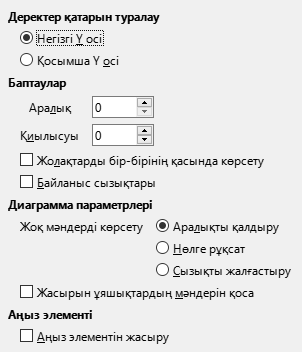 Деректер қатарын туралау
Негізгі Y осі
Қосымша Y осі
Баптаулар
Аралық 0
Қиылысуы 0
Жолақтарды бір-бірінің қасында көрсету
Байланыс сызықтары
Диаграмма параметрлері
Жоқ мәндерді көрсету Аралықты қалдыру
Нөлге рұқсат
Сызықты жалғастыру
Жасырын ұяшықтардың мәндерін қоса
Аңыз элементі
Аңыз элементін жасыру